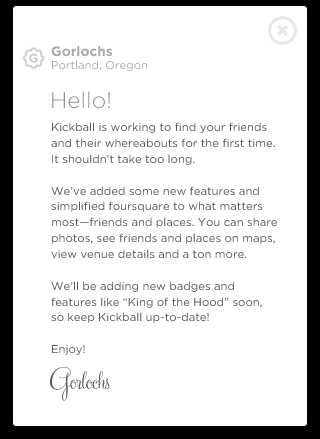 Gorlochs
Portland, Oregon
Hello!
Kickball is working to find your friends
and their whereabouts for the first time.
It shouldn't take too long.
We've added some new features and
simplified foursquare to what matters
most—friends and places. You can share
photos, see friends and places on maps,
view venue details and a ton more.
We'll be adding new badges and
features like “King of the Hood” soon,
so keep Kickball up-to-date!
Enjoy!
Gorlochs